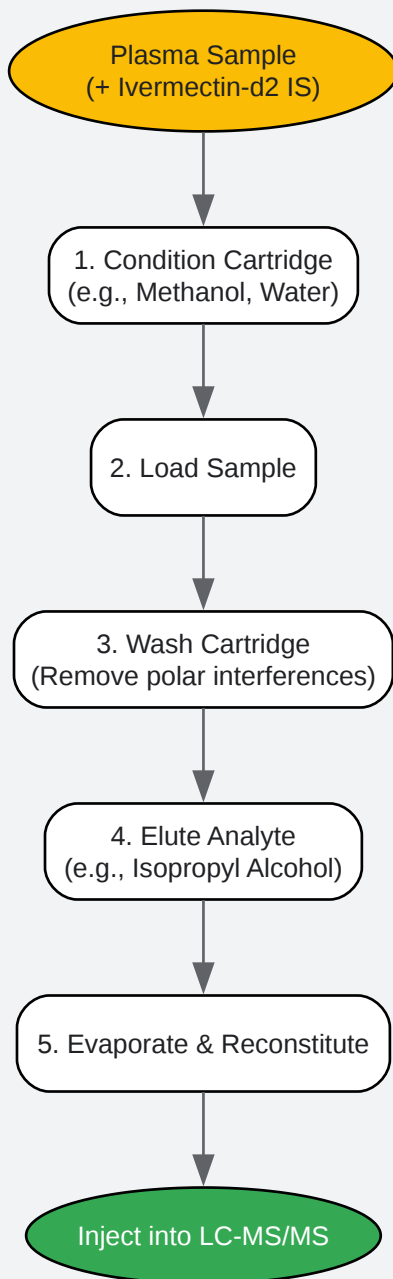 Plasma Sample
(+ Ivermectin-d2 IS)
1. Condition Cartridge
(e.g., Methanol, Water)
2. Load Sample
3. Wash Cartridge
(Remove polar interferences)
4. Elute Analyte
(e.g., Isopropyl Alcohol)
5. Evaporate & Reconstitute
Inject into LC-MS/MS